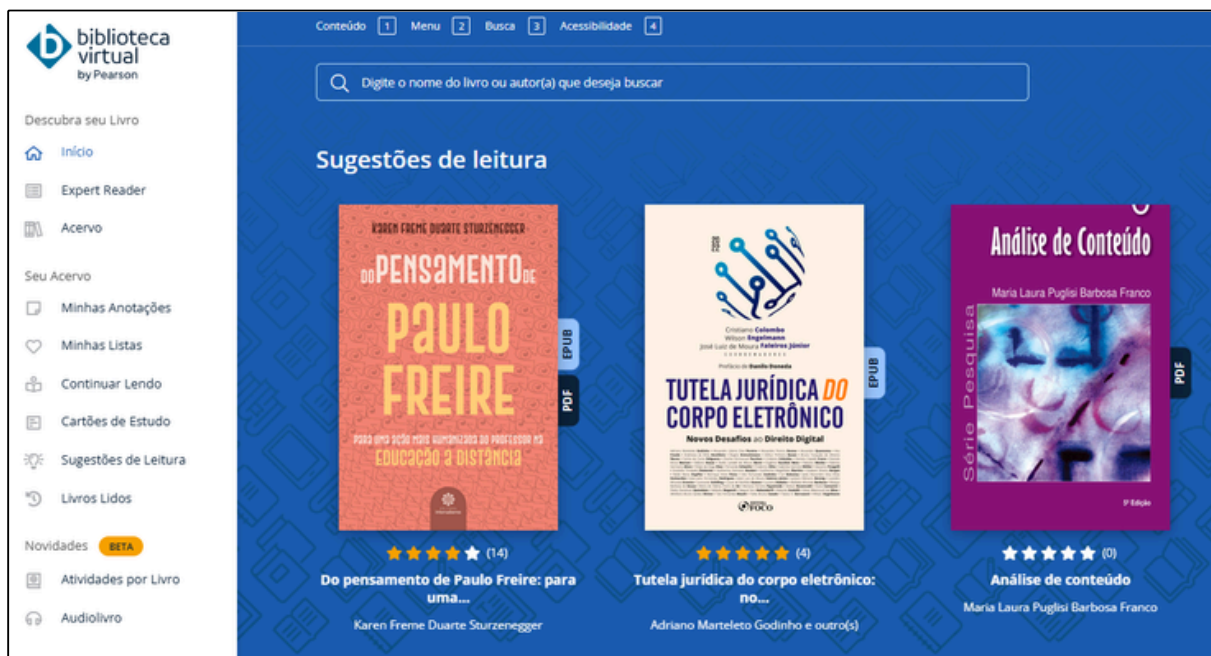 biblioteca
virtual
by Pearson
Descubra seu Livro
Início
Expert Reader
Acervo
Seu Acervo
Minhas Anotações
Minhas Listas
Continuar Lendo
Cartões de Estudo
Sugestões de Leitura
Livros Lidos
Novidades BETA
Atividades por Livro
Audiolivro
Conteúdo 1 Menu 2 Busca 3 Acessibilidade 4
Digite o nome do livro ou autor(a) que deseja buscar
Sugestões de leitura
KAREN FREME DUARTE STURZENEGGER
DO PENSAMENTO DE
PAULO
FREIRE
PARA UMA AÇÃO MAIS HUMANIZADA DO PROFESSOR NA
EDUCAÇÃO A DISTÂNCIA
EPUB
PDF
(14)
Do pensamento de Paulo Freire: para
uma...
Karen Freme Duarte Sturzenegger
Cristiano Colombo
Wilson Engelmann
José Luiz de Moura Faleiros Júnior
COORDENADORES
Prefácio de Danilo Doneda
TUTELA JURÍDICA DO
CORPO ELETRÔNICO
Novos Desafios ao Direito Digital
EDITORA
FOCO
EPUB
(4)
Tutela jurídica do corpo eletrônico:
no...
Adriano Marteleto Godinho e outro(s)
Análise de Conteúdo
Maria Laura Puglisi Barbosa Franco
Série Pesquisa
5ª Edição
PDF
(0)
Análise de conteúdo
Maria Laura Puglisi Barbosa Franco